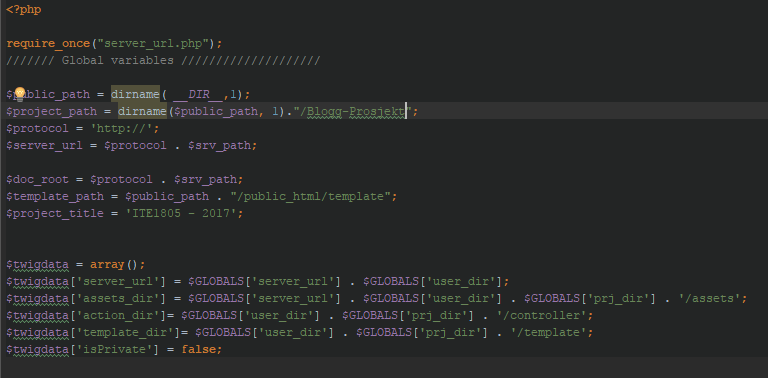 <?php
require_once("server_url.php");
/////// Global variables ////////////////////
$public_path = dirname( __DIR__,1);
$project_path = dirname($public_path, 1)."/Blogg-Prosjekt";
$protocol = 'http://';
$server_url = $protocol . $srv_path;
$doc_root = $protocol . $srv_path;
$template_path = $public_path . "/public_html/template";
$project_title = 'ITE1805 - 2017';
$twigdata = array();
$twigdata['server_url'] = $GLOBALS['server_url'] . $GLOBALS['user_dir'];
$twigdata['assets_dir'] = $GLOBALS['server_url'] . $GLOBALS['user_dir'] . $GLOBALS['prj_dir'] . '/assets';
$twigdata['action_dir']= $GLOBALS['user_dir'] . $GLOBALS['prj_dir'] . '/controller';
$twigdata['template_dir']= $GLOBALS['user_dir'] . $GLOBALS['prj_dir'] . '/template';
$twigdata['isPrivate'] = false;